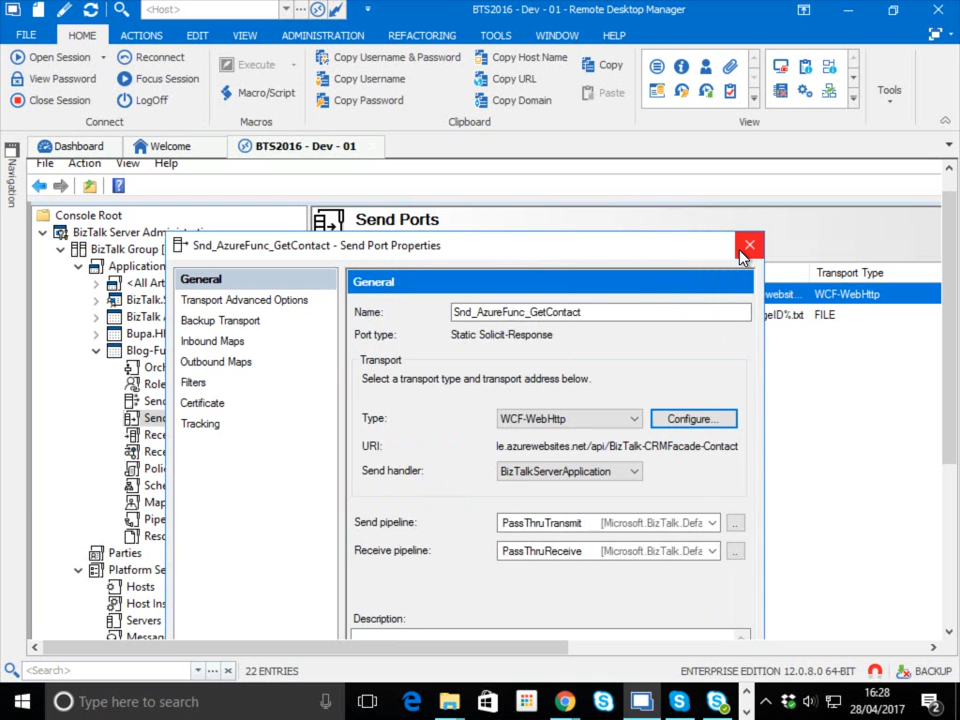 <Host>
BTS2016 - Dev - 01 - Remote Desktop Manager
FILE HOME ACTIONS EDIT VIEW ADMINISTRATION REFACTORING TOOLS WINDOW HELP
Open Session Reconnect Execute Copy Username & Password Copy Host Name Copy
View Password Focus Session Macro/Script Copy Username Copy URL Paste Tools
Close Session LogOff Copy Password Copy Domain
Connect Macros Clipboard View
Navigation
Dashboard Welcome BTS2016 - Dev - 01
File Action View Help
Console Root
BizTalk Server Admi
BizTalk Group [
Application
<All Art
BizTalk.
BizTalk
Bupa.HI
Blog-Fu
Orch
Role
Send
Send
Rece
Rece
Polic
Sche
Map
Pipe
Reso
Parties
Platform Se
Hosts
Host Ins
Servers
Messag
Send Ports
Transport Type
websit... WCF-WebHttp
geID%.txt FILE
Snd_AzureFunc_GetContact - Send Port Properties
General
Transport Advanced Options
Backup Transport
Inbound Maps
Outbound Maps
Filters
Certificate
Tracking
General
Name: Snd_AzureFunc_GetContact
Port type: Static Solicit-Response
Transport
Select a transport type and transport address below.
Type: WCF-WebHttp Configure...
URI: le.azurewebsites.net/api/BizTalk-CRMFacade-Contact
Send handler: BizTalkServerApplication
Send pipeline: PassThruTransmit [Microsoft.BizTalk.Defa ..
Receive pipeline: PassThruReceive [Microsoft.BizTalk.Defa ..
Description:
<Search> 22 ENTRIES ENTERPRISE EDITION 12.0.8.0 64-BIT BACKUP
Type here to search
16:28
28/04/2017
2